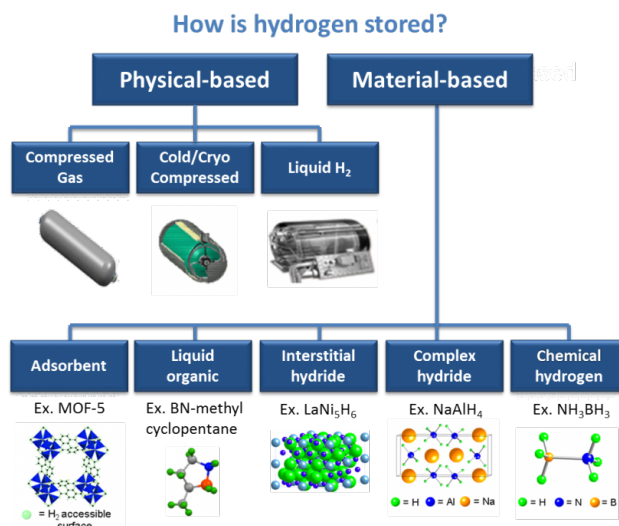 How is hydrogen stored?
Physical-based
Material-based
Compressed
Gas
Cold/Cryo
Compressed
Liquid H₂
Adsorbent
Liquid
organic
Interstitial
hydride
Complex
hydride
Chemical
hydrogen
Ex. MOF-5
Ex. BN-methyl
cyclopentane
Ex. LaNi₅H₆
Ex. NaAlH₄
Ex. NH₃BH₃
= H₂ accessible
surface
= H = Al = Na
= H = N = B